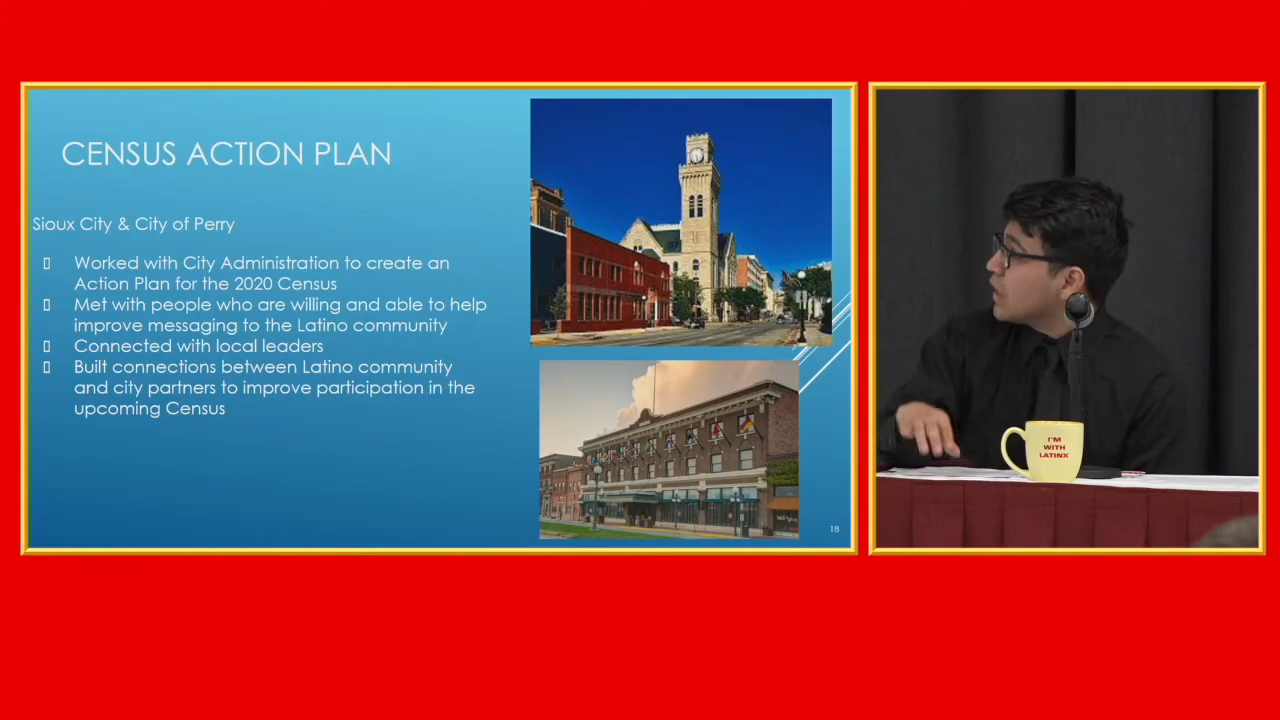 CENSUS ACTION PLAN
Sioux City & City of Perry
Worked with City Administration to create an
Action Plan for the 2020 Census
Met with people who are willing and able to help
improve messaging to the Latino community
Connected with local leaders
Built connections between Latino community
and city partners to improve participation in the
upcoming Census
18
I'M
WITH
LATINX